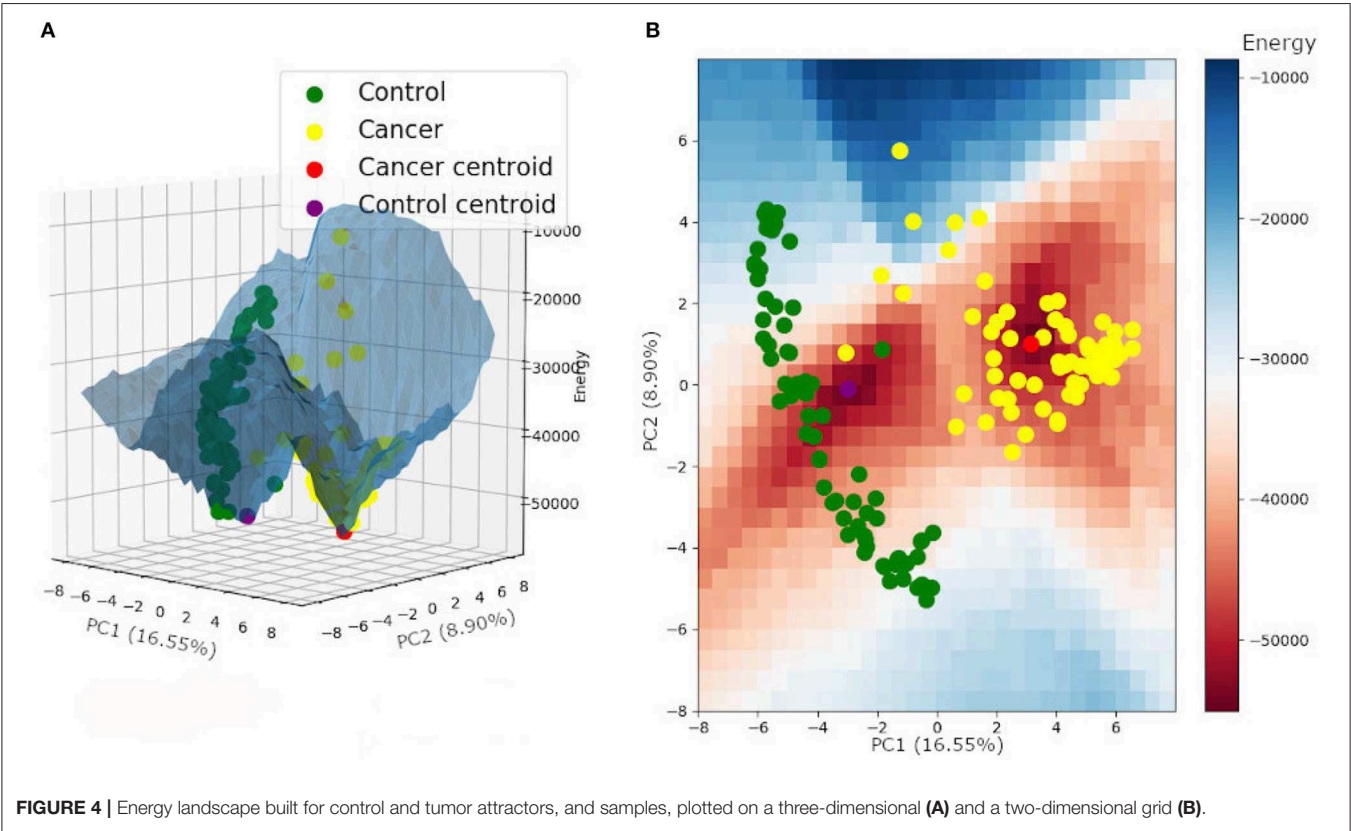 A
Control
Cancer
Cancer centroid
Control centroid
−10000
−20000
−30000
−40000
−50000
Energy
−8 −6 −4 −2 0 2 4 6 8
PC1 (16.55%)
−8 −6 −4 −2 0 2 4 6 8
PC2 (8.90%)
B
6
4
2
0
−2
−4
−6
−8
PC2 (8.90%)
−8 −6 −4 −2 0 2 4 6
PC1 (16.55%)
Energy
−10000
−20000
−30000
−40000
−50000
FIGURE 4 | Energy landscape built for control and tumor attractors, and samples, plotted on a three-dimensional (A) and a two-dimensional grid (B).